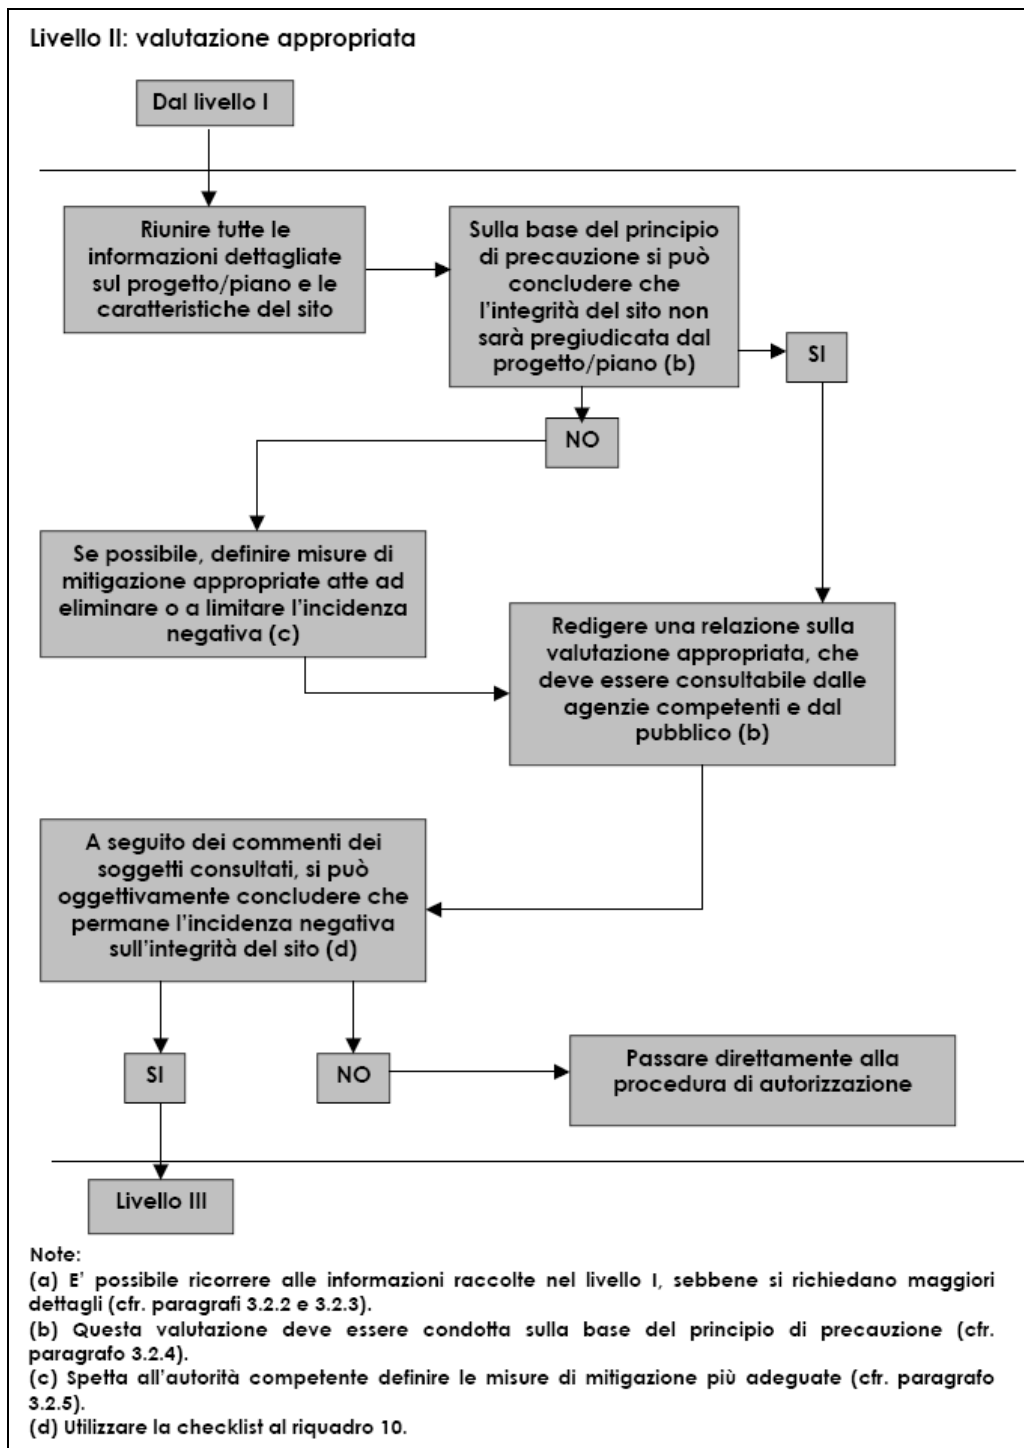 Livello II: valutazione appropriata
Dal livello I
Riunire tutte le
informazioni dettagliate
sul progetto/piano e le
caratteristiche del sito
Sulla base del principio
di precauzione si può
concludere che
l'integrità del sito non
sarà pregiudicata dal
progetto/piano (b)
SI
NO
Se possibile, definire misure di
mitigazione appropriate atte ad
eliminare o a limitare l'incidenza
negativa (c)
Redigere una relazione sulla
valutazione appropriata, che
deve essere consultabile dalle
agenzie competenti e dal
pubblico (b)
A seguito dei commenti dei
soggetti consultati, si può
oggettivamente concludere che
permane l'incidenza negativa
sull'integrità del sito (d)
SI
NO
Passare direttamente alla
procedura di autorizzazione
Livello III
Note:
(a) E' possibile ricorrere alle informazioni raccolte nel livello I, sebbene si richiedano maggiori
dettagli (cfr. paragrafi 3.2.2 e 3.2.3).
(b) Questa valutazione deve essere condotta sulla base del principio di precauzione (cfr.
paragrafo 3.2.4).
(c) Spetta all'autorità competente definire le misure di mitigazione più adeguate (cfr. paragrafo
3.2.5).
(d) Utilizzare la checklist al riquadro 10.